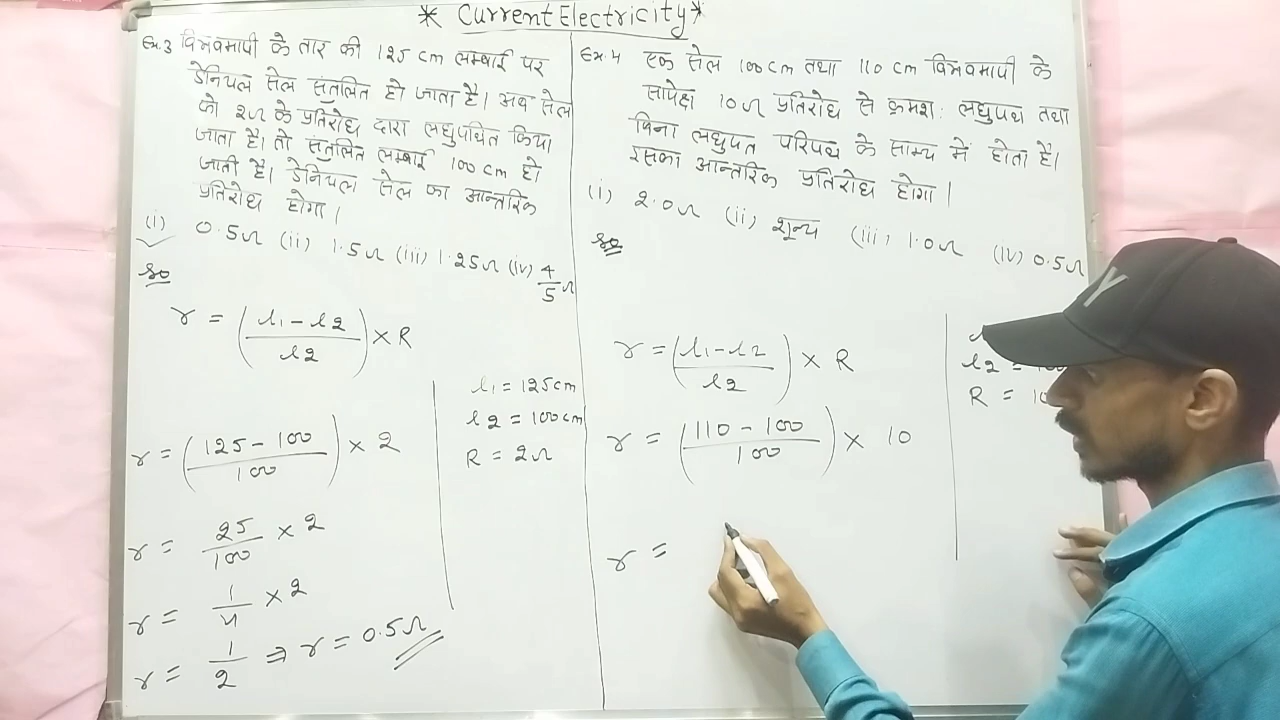 * Current Electricity *
Ex.3 विभवमापी के तार की 125 cm लम्बाई पर
डेनियल सेल संतुलित हो जाता है। अब सेल
को 2Ω के प्रतिरोध द्वारा लघुपथित किया
जाता है। तो संतुलित लम्बाई 100 cm हो
जाती है। डेनियल सेल का आन्तरिक
प्रतिरोध होगा।
(i) 0.5Ω (ii) 1.5Ω (iii) 1.25Ω (iv) 4/5 Ω
So
r = (l1 - l2 / l2) × R
l1 = 125 cm
l2 = 100 cm
R = 2Ω
r = (125 - 100 / 100) × 2
r = 25/100 × 2
r = 1/4 × 2
r = 1/2 ⇒ r = 0.5Ω
Ex.4 एक सेल 100 cm तथा 110 cm विभवमापी के
सापेक्ष 10Ω प्रतिरोध से क्रमशः लघुपथ तथा
बिना लघुपत परिपथ के साम्य में होता है।
इसका आन्तरिक प्रतिरोध होगा।
(i) 2.0Ω (ii) शून्य (iii) 1.0Ω (iv) 0.5Ω
So
r = (l1 - l2 / l2) × R
l2 =
R =
r = (110 - 100 / 100) × 10
r =
Y